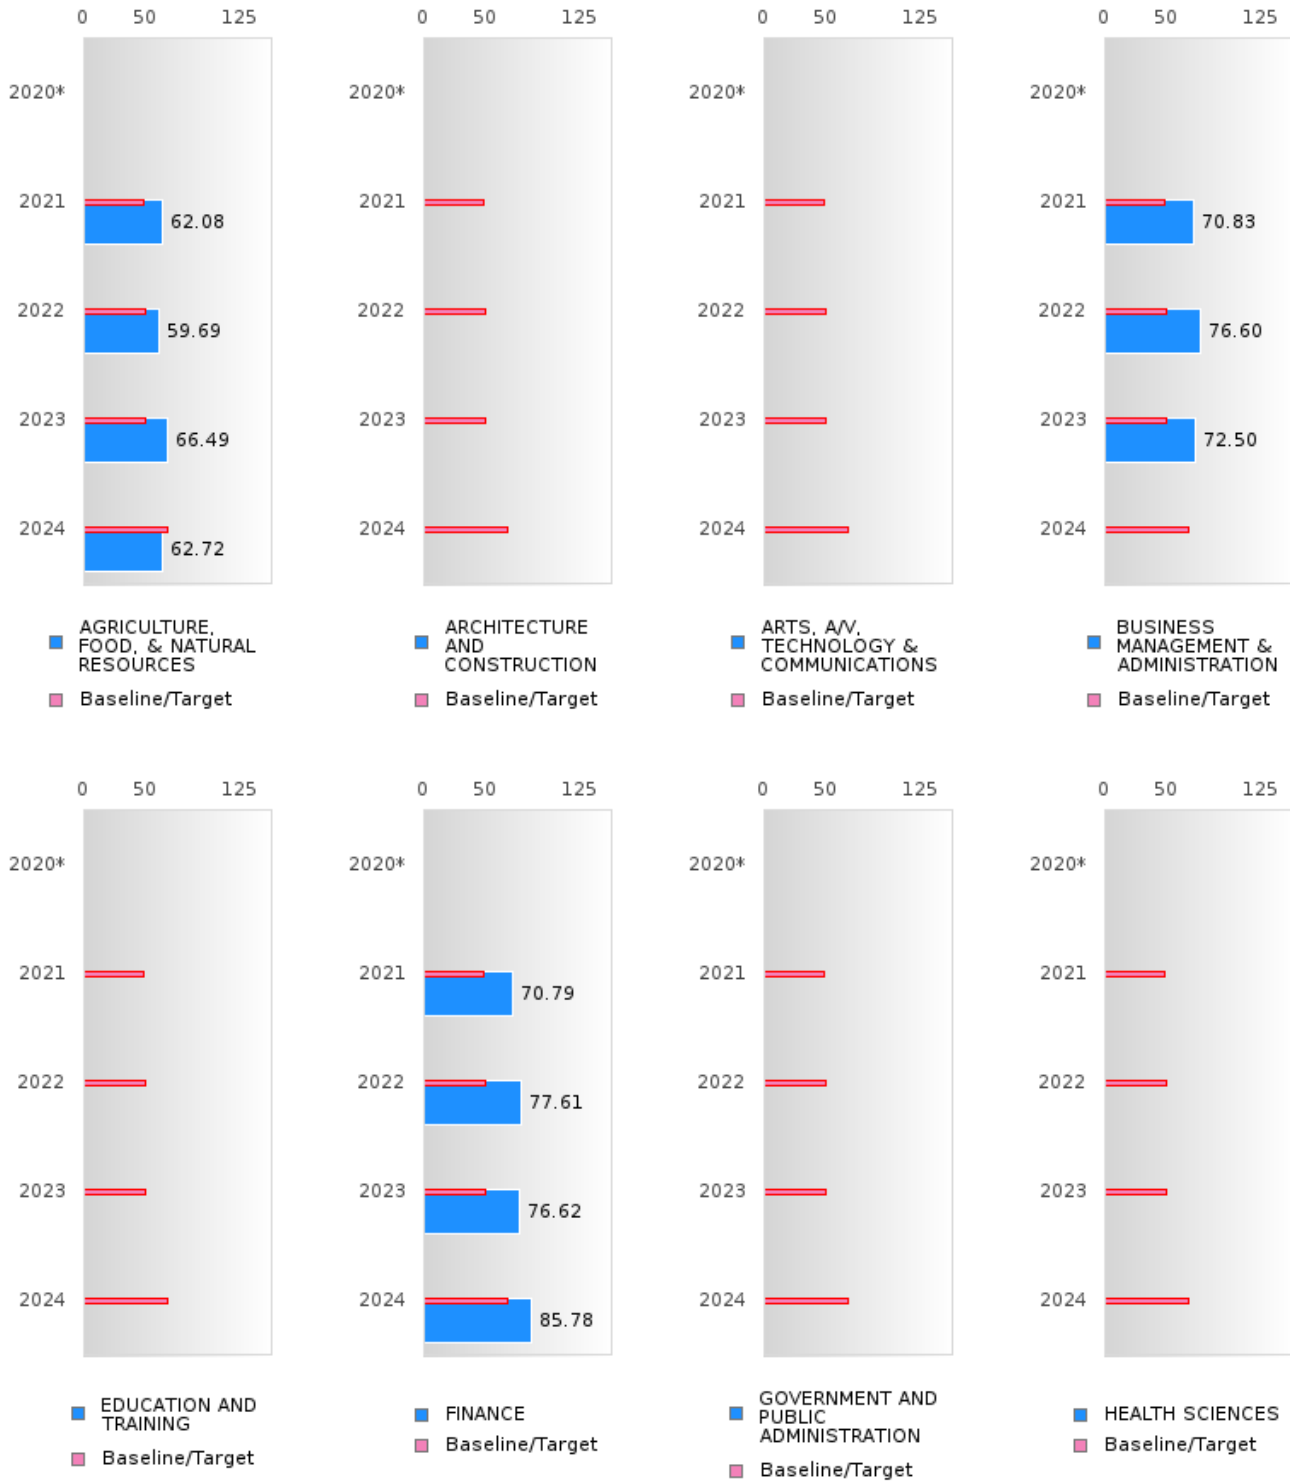 0 50 125
2020*
2021
62.08
2022
59.69
2023
66.49
2024
62.72
AGRICULTURE,
FOOD, & NATURAL
RESOURCES
Baseline/Target
0 50 125
2020*
2021
2022
2023
2024
ARCHITECTURE
AND
CONSTRUCTION
Baseline/Target
0 50 125
2020*
2021
2022
2023
2024
ARTS, A/V,
TECHNOLOGY &
COMMUNICATIONS
Baseline/Target
0 50 125
2020*
2021
70.83
2022
76.60
2023
72.50
2024
BUSINESS
MANAGEMENT &
ADMINISTRATION
Baseline/Target
0 50 125
2020*
2021
2022
2023
2024
EDUCATION AND
TRAINING
Baseline/Target
0 50 125
2020*
2021
70.79
2022
77.61
2023
76.62
2024
85.78
FINANCE
Baseline/Target
0 50 125
2020*
2021
2022
2023
2024
GOVERNMENT AND
PUBLIC
ADMINISTRATION
Baseline/Target
0 50 125
2020*
2021
2022
2023
2024
HEALTH SCIENCES
Baseline/Target